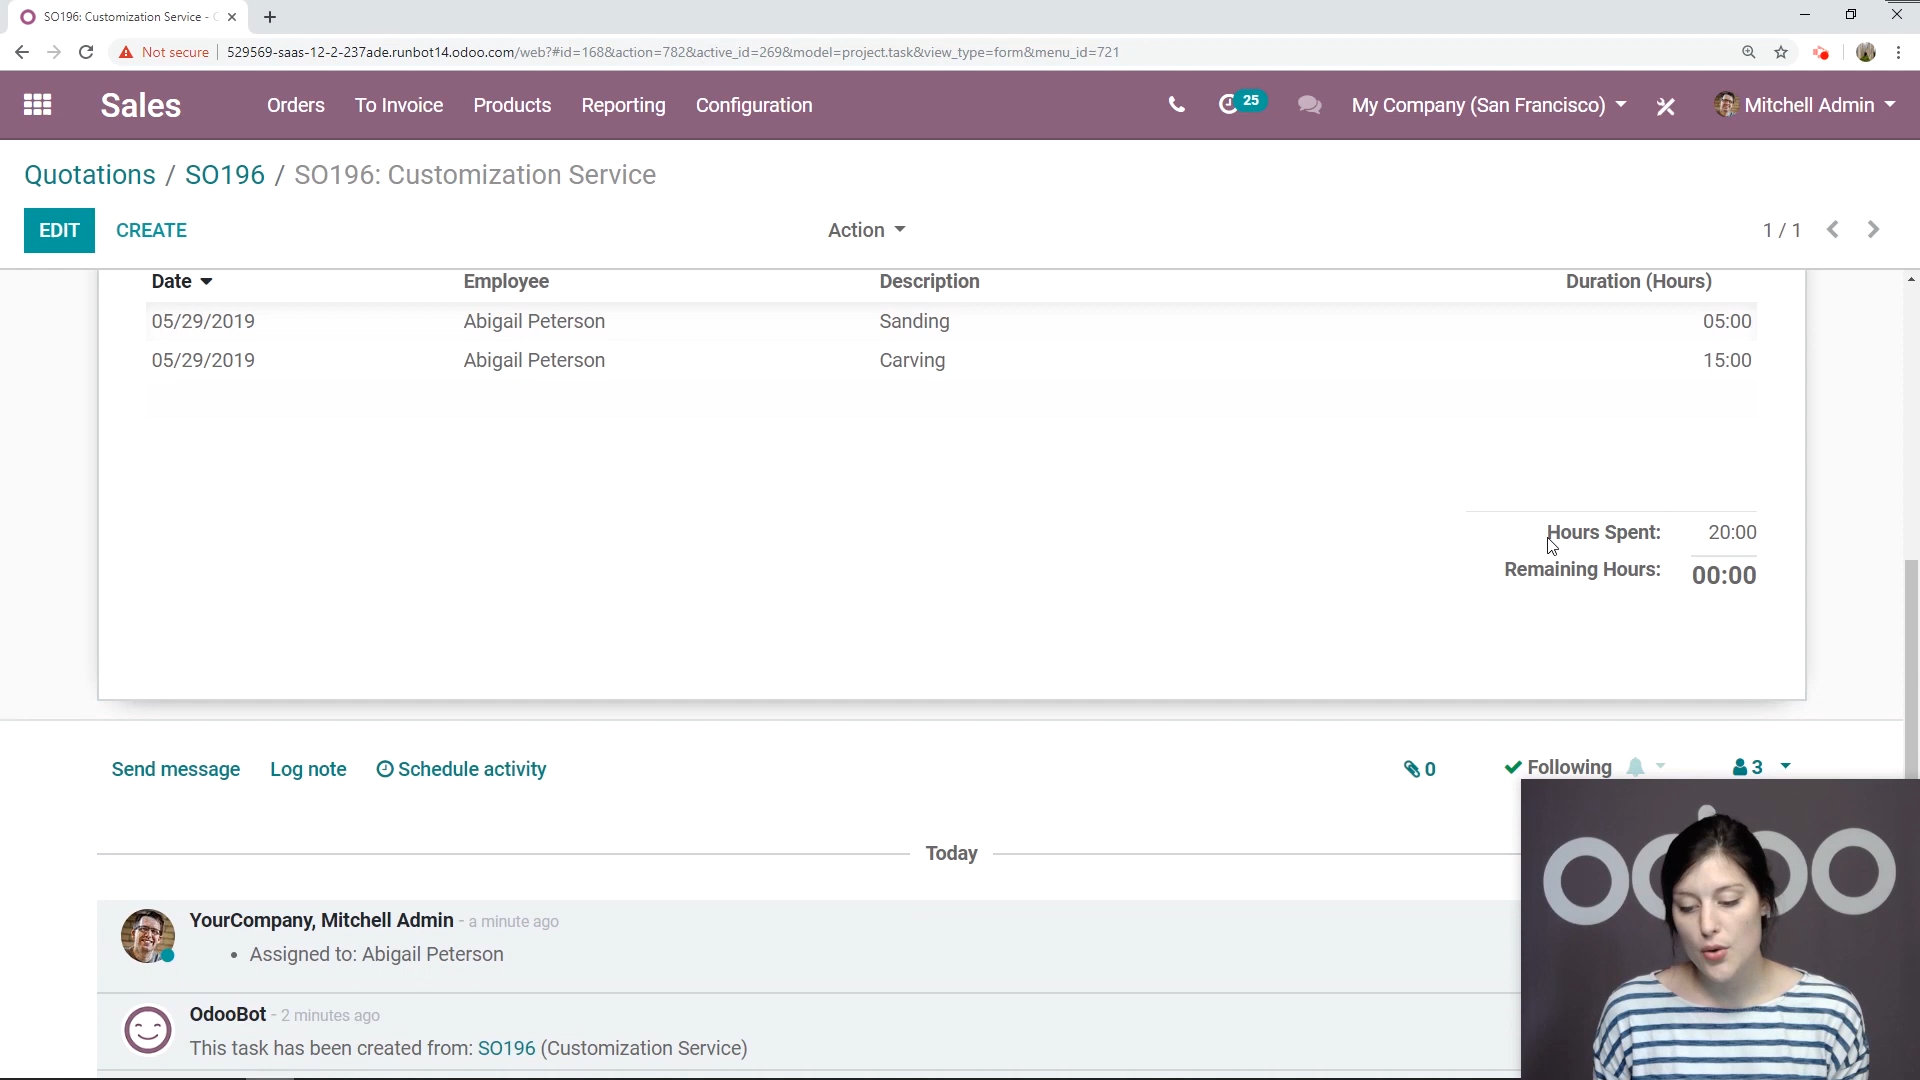 SO196: Customization Service -
Not secure 529569-saas-12-2-237ade.runbot14.odoo.com/web?#id=168&action=782&active_id=269&model=project.task&view_type=form&menu_id=721
Sales Orders To Invoice Products Reporting Configuration 25 My Company (San Francisco) Mitchell Admin
Quotations / SO196 / SO196: Customization Service
EDIT CREATE Action 1 / 1
Date Employee Description Duration (Hours)
05/29/2019 Abigail Peterson Sanding 05:00
05/29/2019 Abigail Peterson Carving 15:00
Hours Spent: 20:00
Remaining Hours: 00:00
Send message Log note Schedule activity 0 Following 3
Today
YourCompany, Mitchell Admin - a minute ago
• Assigned to: Abigail Peterson
odoo
OdooBot - 2 minutes ago
This task has been created from: SO196 (Customization Service)